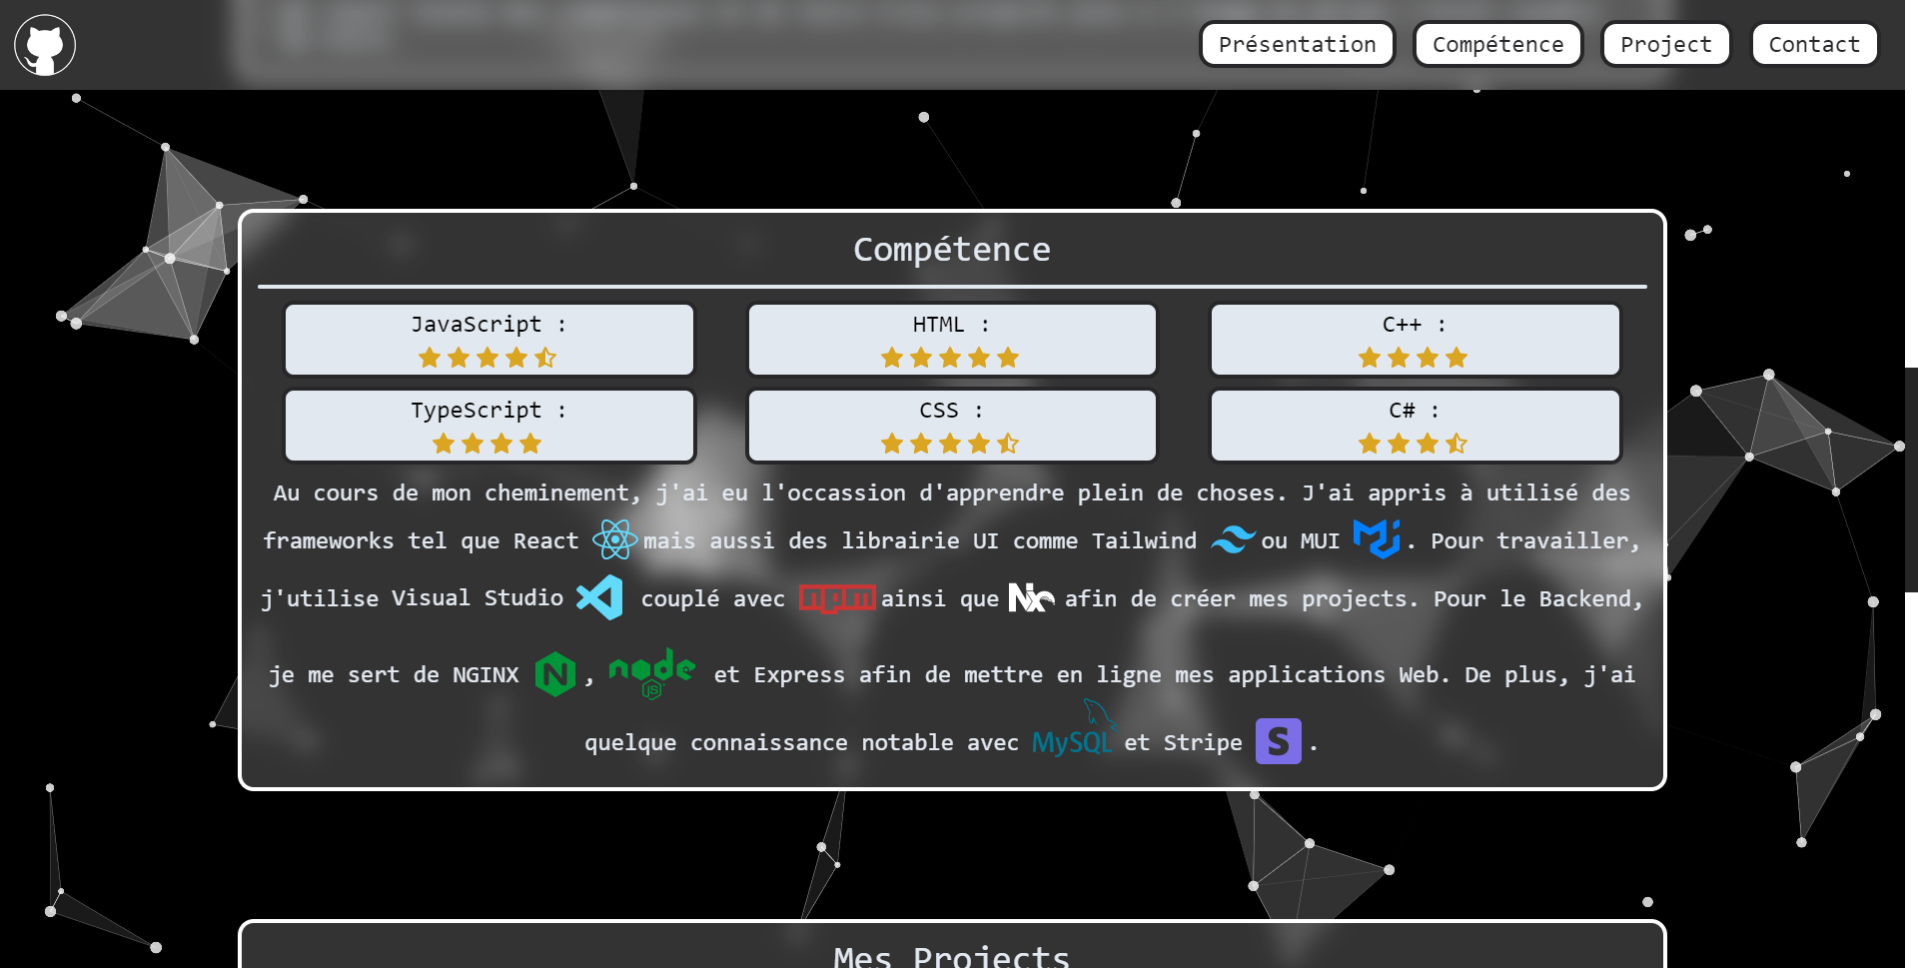 Présentation Compétence Project Contact
Compétence
JavaScript : HTML : C++ :
TypeScript : CSS : C# :
Au cours de mon cheminement, j'ai eu l'occassion d'apprendre plein de choses. J'ai appris à utilisé des
frameworks tel que React mais aussi des librairie UI comme Tailwind ou MUI . Pour travailler,
j'utilise Visual Studio couplé avec npm ainsi que Nx afin de créer mes projects. Pour le Backend,
je me sert de NGINX N , node JS et Express afin de mettre en ligne mes applications Web. De plus, j'ai
quelque connaissance notable avec MySQL et Stripe S .
Mes Projects